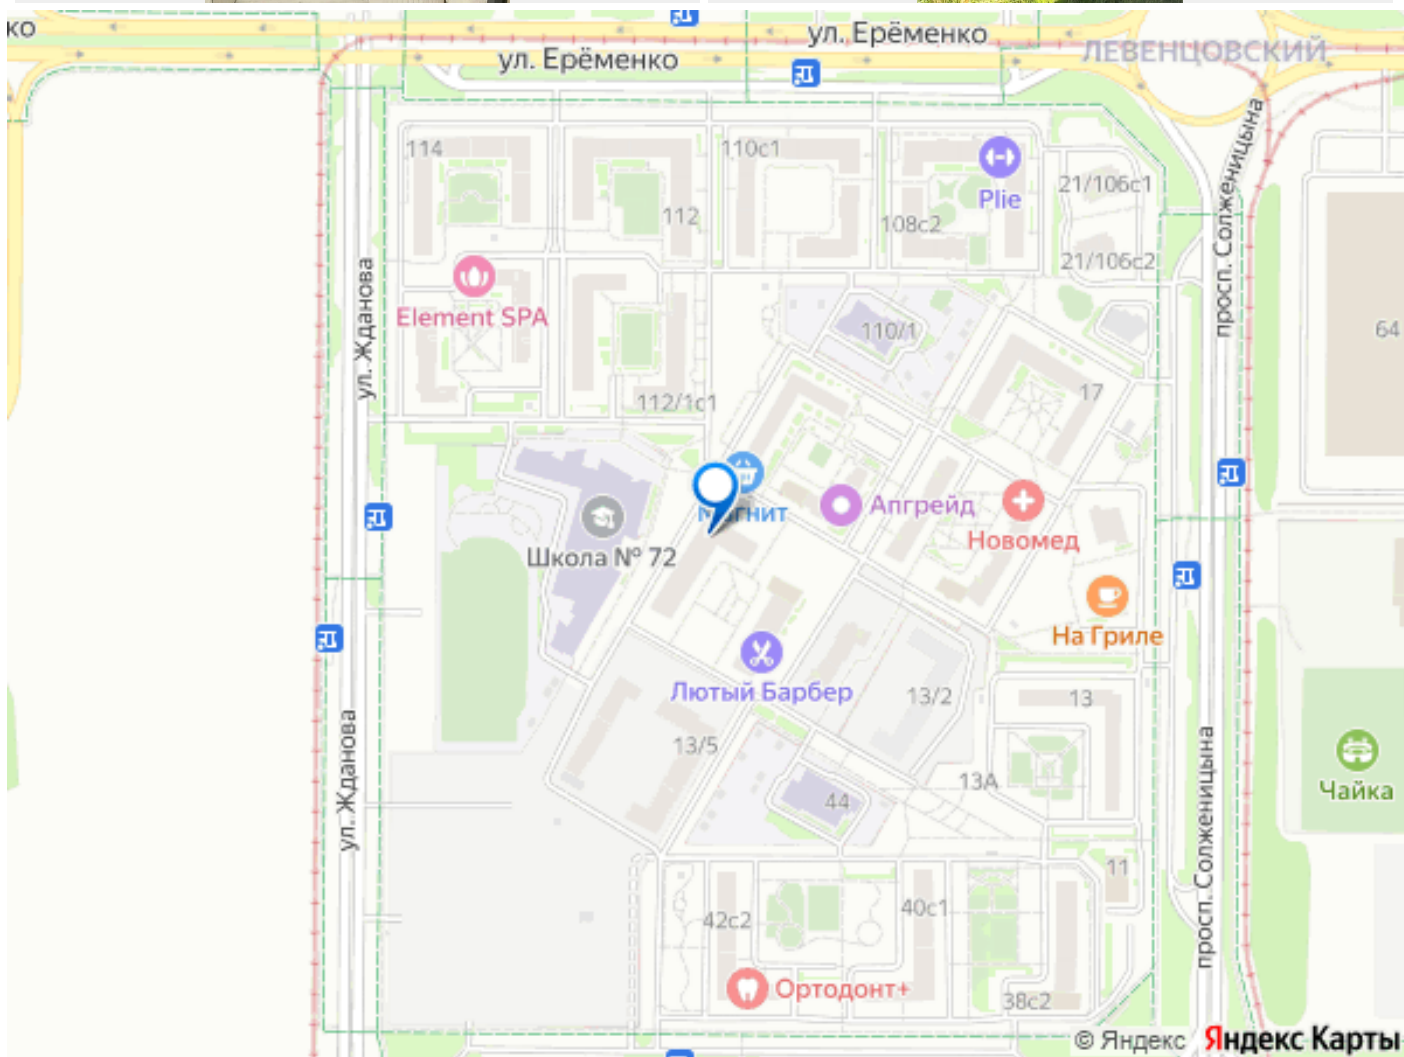 ко
ул. Ерёменко
ул. Ерёменко
ЛЕВЕНЦОВСКИЙ
114
110с1
112
108с2
Plie
21/106с1
21/106с2
просп. Солженицына
ул. Жданова
Element SPA
110/1
64
112/1с1
17
Магнит
Апгрейд
Новомед
Школа № 72
На Гриле
Лютый Барбер
13/2
13
13/5
ул. Жданова
просп. Солженицына
13А
44
Чайка
11
42с2
40с1
Ортодонт+
38с2
© Яндекс Яндекс Карты